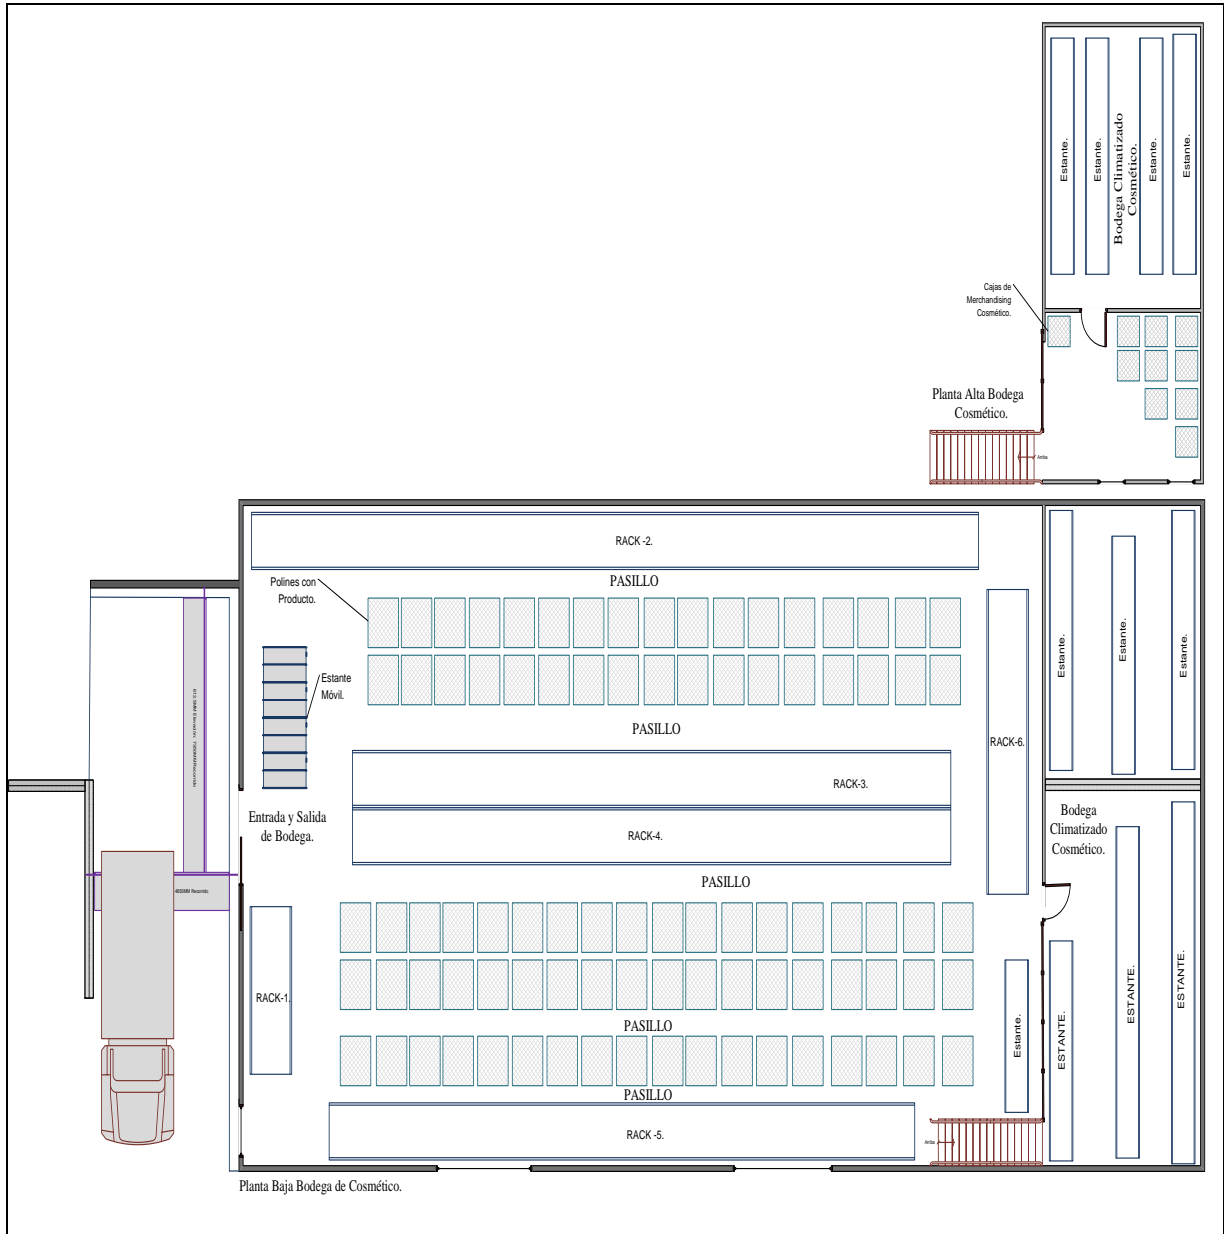 Estante.
Estante.
Bodega Climatizado
Cosmético.
Estante.
Estante.
Cajas de
Merchandising
Cosmético.
Planta Alta Bodega
Cosmético.
Arriba
RACK -2.
PASILLO
Polines con
Producto.
Estante
Móvil.
Estante.
Estante.
Estante.
PASILLO
RACK-6.
RACK-3.
Entrada y Salida
de Bodega.
RACK-4.
Bodega
Climatizado
Cosmético.
PASILLO
RACK-1.
PASILLO
Estante.
ESTANTE.
ESTANTE.
ESTANTE.
PASILLO
RACK -5.
Arriba
Planta Baja Bodega de Cosmético.